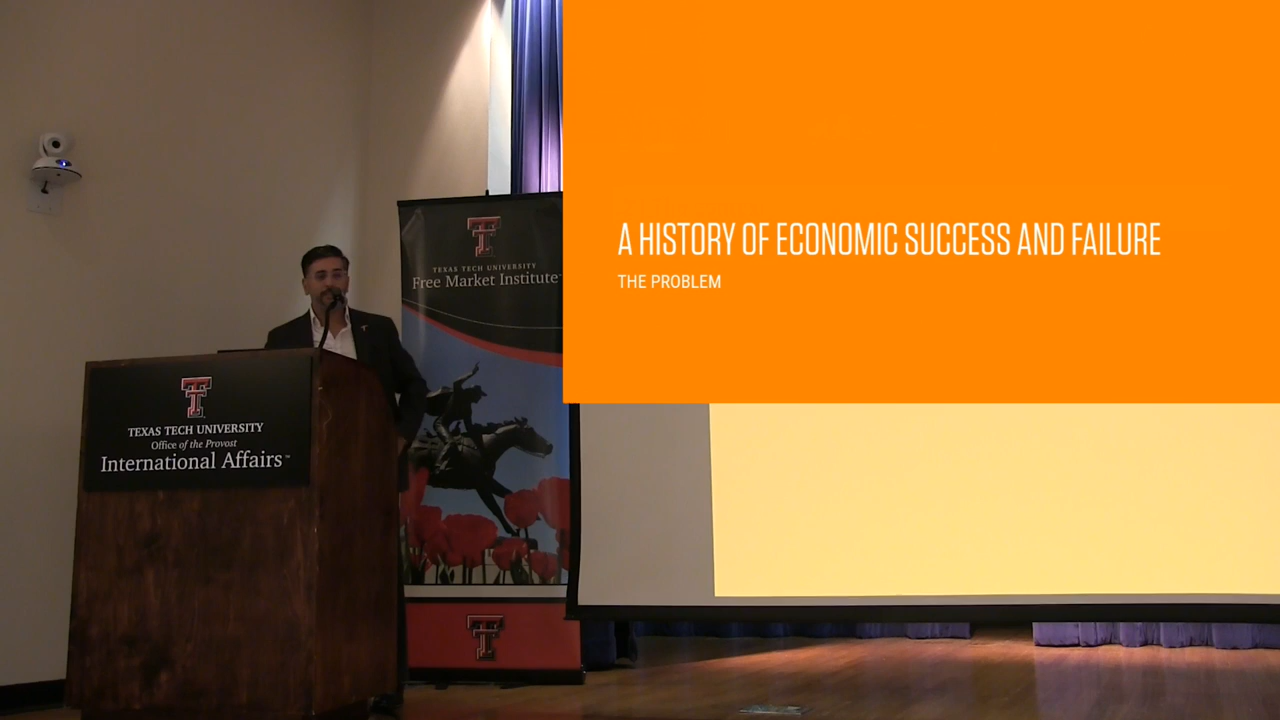 A HISTORY OF ECONOMIC SUCCESS AND FAILURE
THE PROBLEM
TEXAS TECH UNIVERSITY
Free Market Institute
TEXAS TECH UNIVERSITY
Office of the Provost
International Affairs™